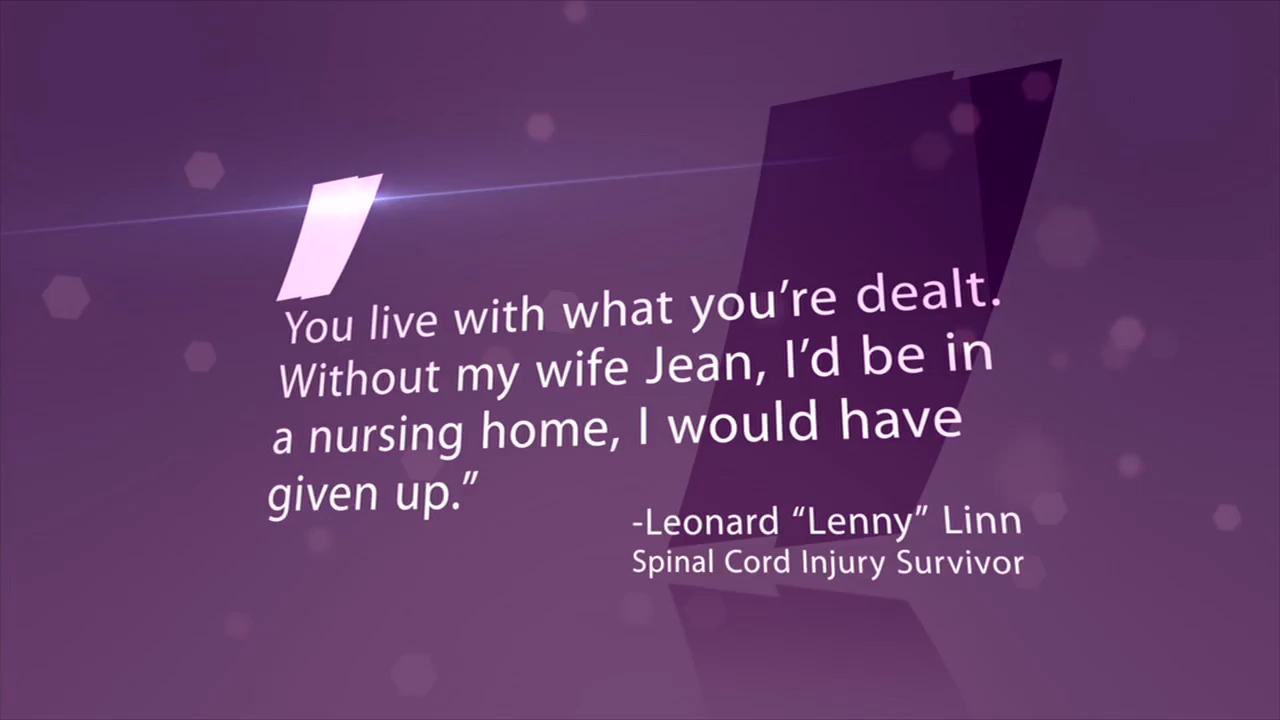 You live with what you’re dealt.
Without my wife Jean, I’d be in
a nursing home, I would have
given up.”
-Leonard “Lenny” Linn
Spinal Cord Injury Survivor